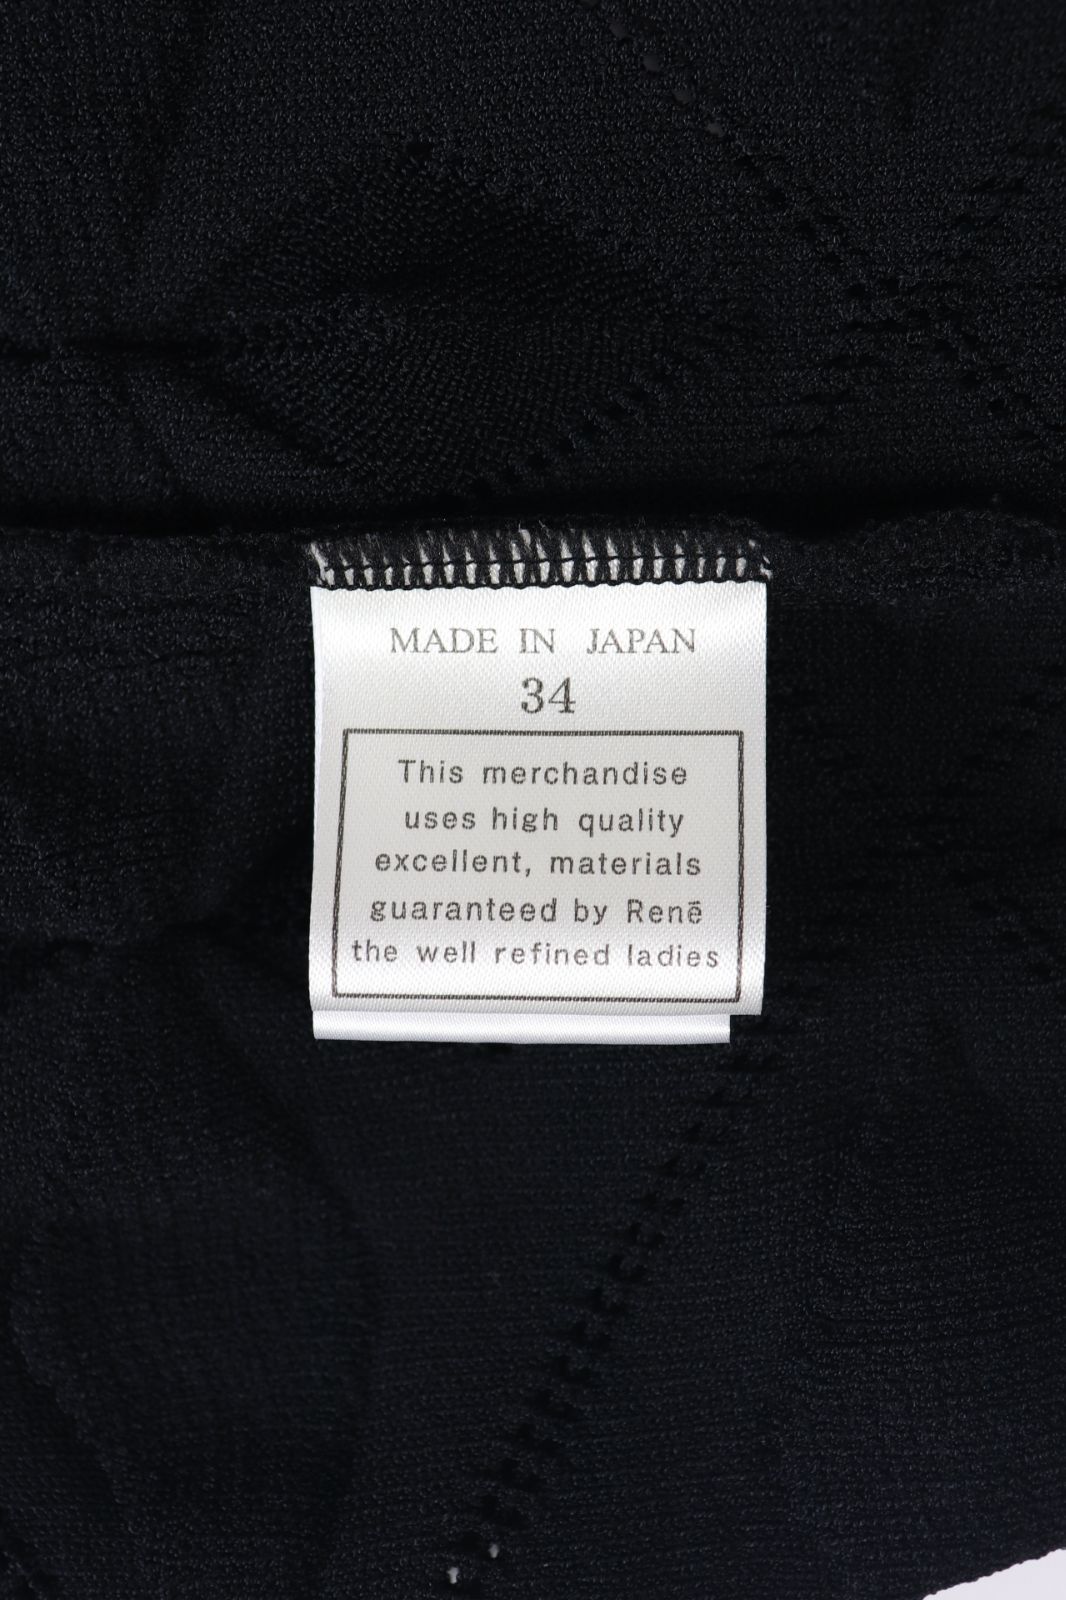 MADE IN JAPAN
34
This merchandise
uses high quality
excellent, materials
guaranteed by Renē
the well refined ladies